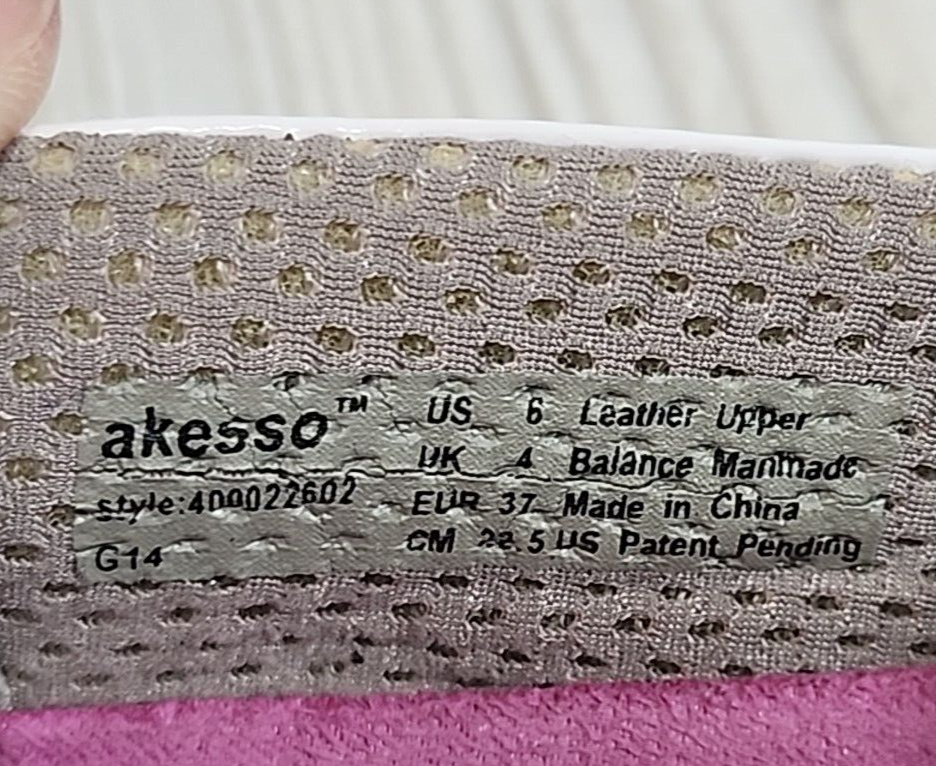 akesso™ US 6 Leather Upper
UK 4 Balance Manmade
style:400022602 EUR 37 Made in China
G14 CM 22.5 US Patent Pending